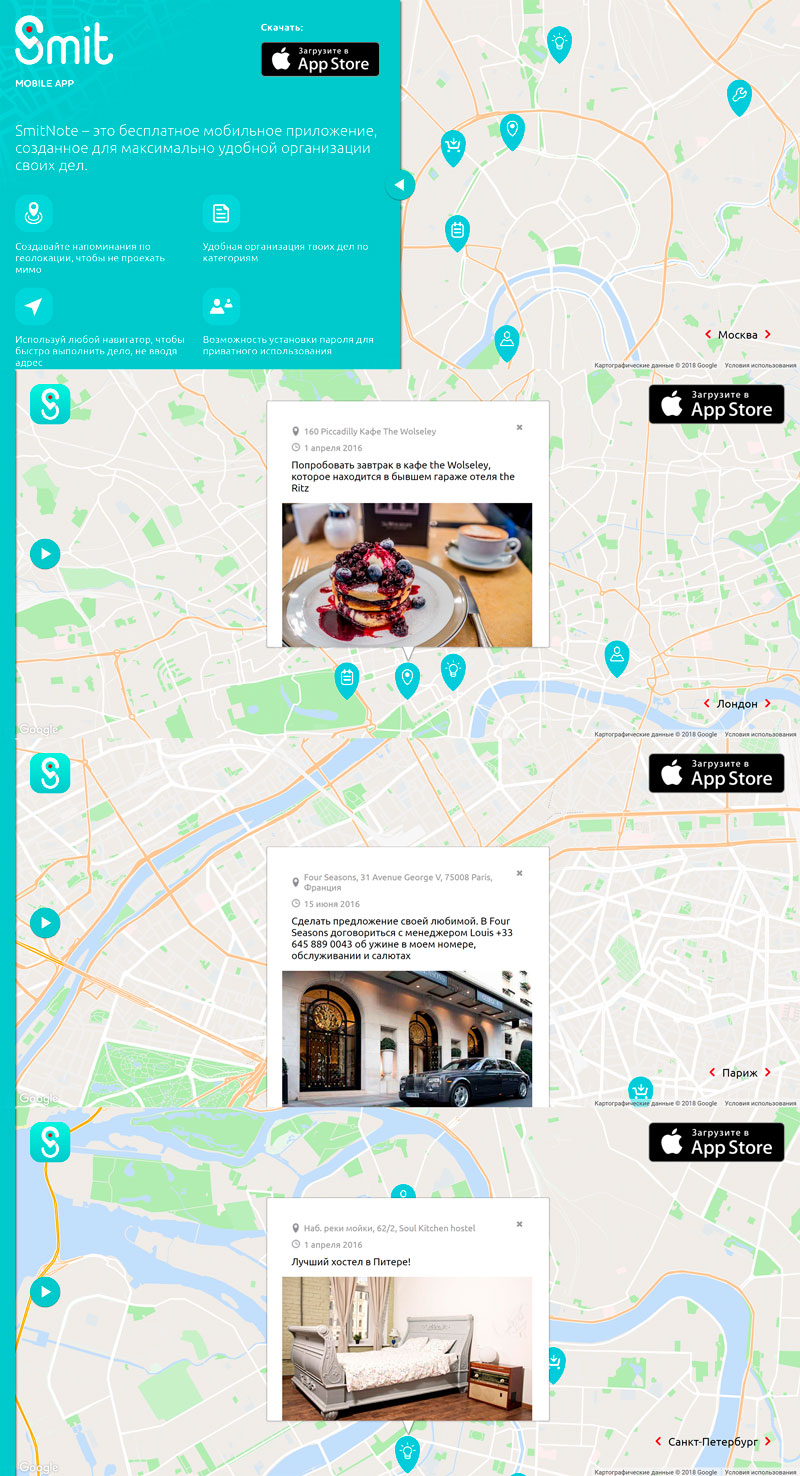 Smit
MOBILE APP
Скачать:
Загрузите в
App Store
SmitNote – это бесплатное мобильное приложение,
созданное для максимально удобной организации
своих дел.
Создавайте напоминания по
геолокации, чтобы не проехать
мимо
Удобная организация твоих дел по
категориям
Используй любой навигатор, чтобы
быстро выполнить дело, не вводя
адрес
Возможность установки пароля для
приватного использования
Москва
Картографические данные © 2018 Google Условия использования
Загрузите в
App Store
160 Piccadilly Кафе The Wolseley
1 апреля 2016
Попробовать завтрак в кафе the Wolseley,
которое находится в бывшем гараже отеля the
Ritz
Лондон
Google
Картографические данные © 2018 Google Условия использования
Загрузите в
App Store
Four Seasons, 31 Avenue George V, 75008 Paris,
Франция
15 июня 2016
Сделать предложение своей любимой. В Four
Seasons договориться с менеджером Louis +33
645 889 0043 об ужине в моем номере,
обслуживании и салютах
Париж
Google
Картографические данные © 2018 Google Условия использования
Загрузите в
App Store
Наб. реки мойки, 62/2, Soul Kitchen hostel
1 апреля 2016
Лучший хостел в Питере!
Санкт-Петербург
Google
Картографические данные © 2018 Google Условия использования